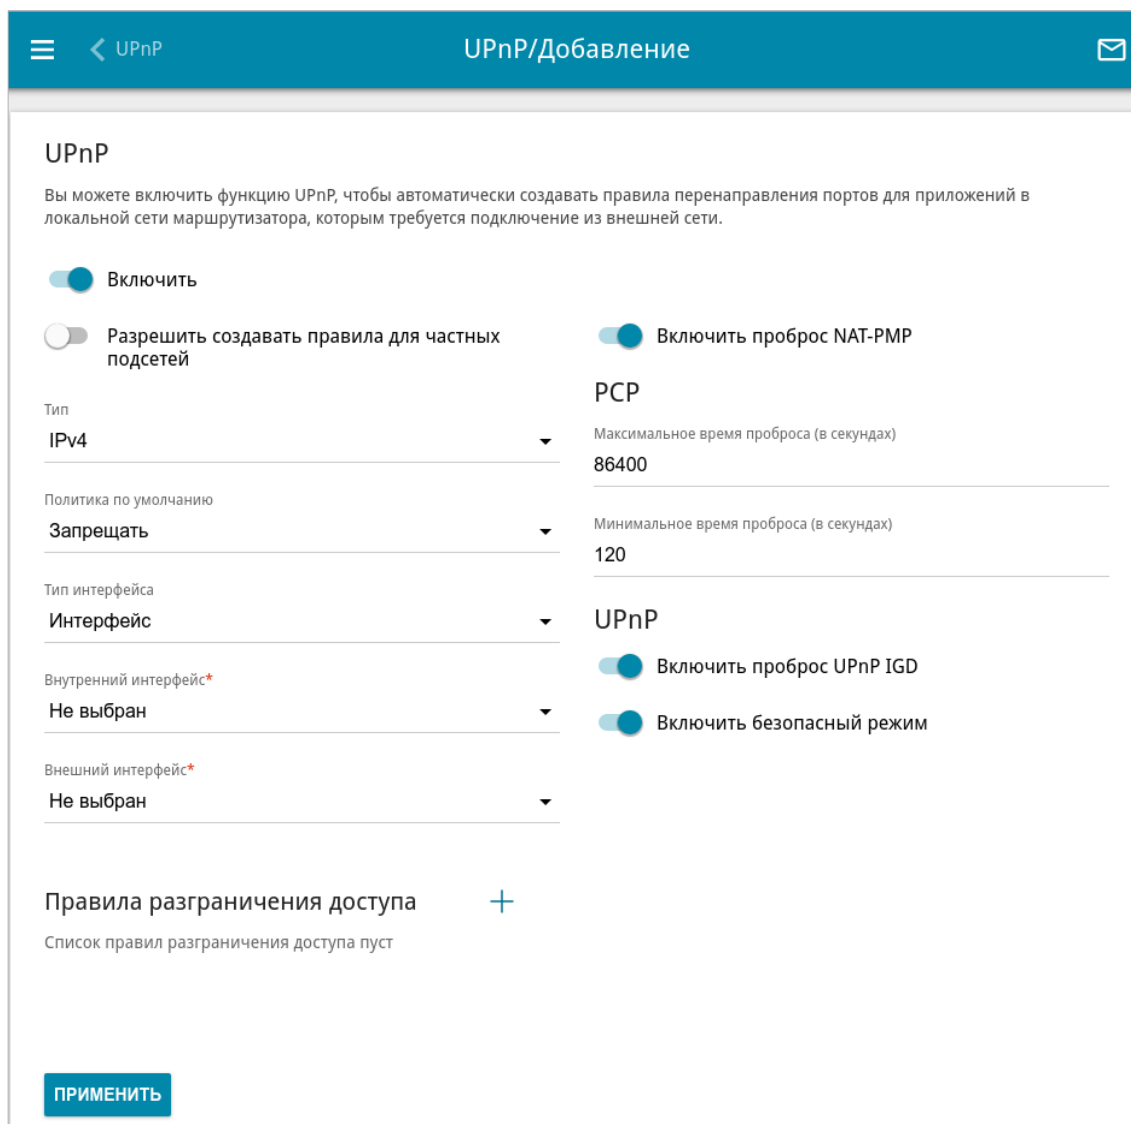 UPnP
UPnP/Добавление
UPnP
Вы можете включить функцию UPnP, чтобы автоматически создавать правила перенаправления портов для приложений в
локальной сети маршрутизатора, которым требуется подключение из внешней сети.
Включить
Разрешить создавать правила для частных
подсетей
Тип
IPv4
Политика по умолчанию
Запрещать
Тип интерфейса
Интерфейс
Внутренний интерфейс*
Не выбран
Внешний интерфейс*
Не выбран
Включить проброс NAT-PMP
PCP
Максимальное время проброса (в секундах)
86400
Минимальное время проброса (в секундах)
120
UPnP
Включить проброс UPnP IGD
Включить безопасный режим
Правила разграничения доступа
Список правил разграничения доступа пуст
ПРИМЕНИТЬ